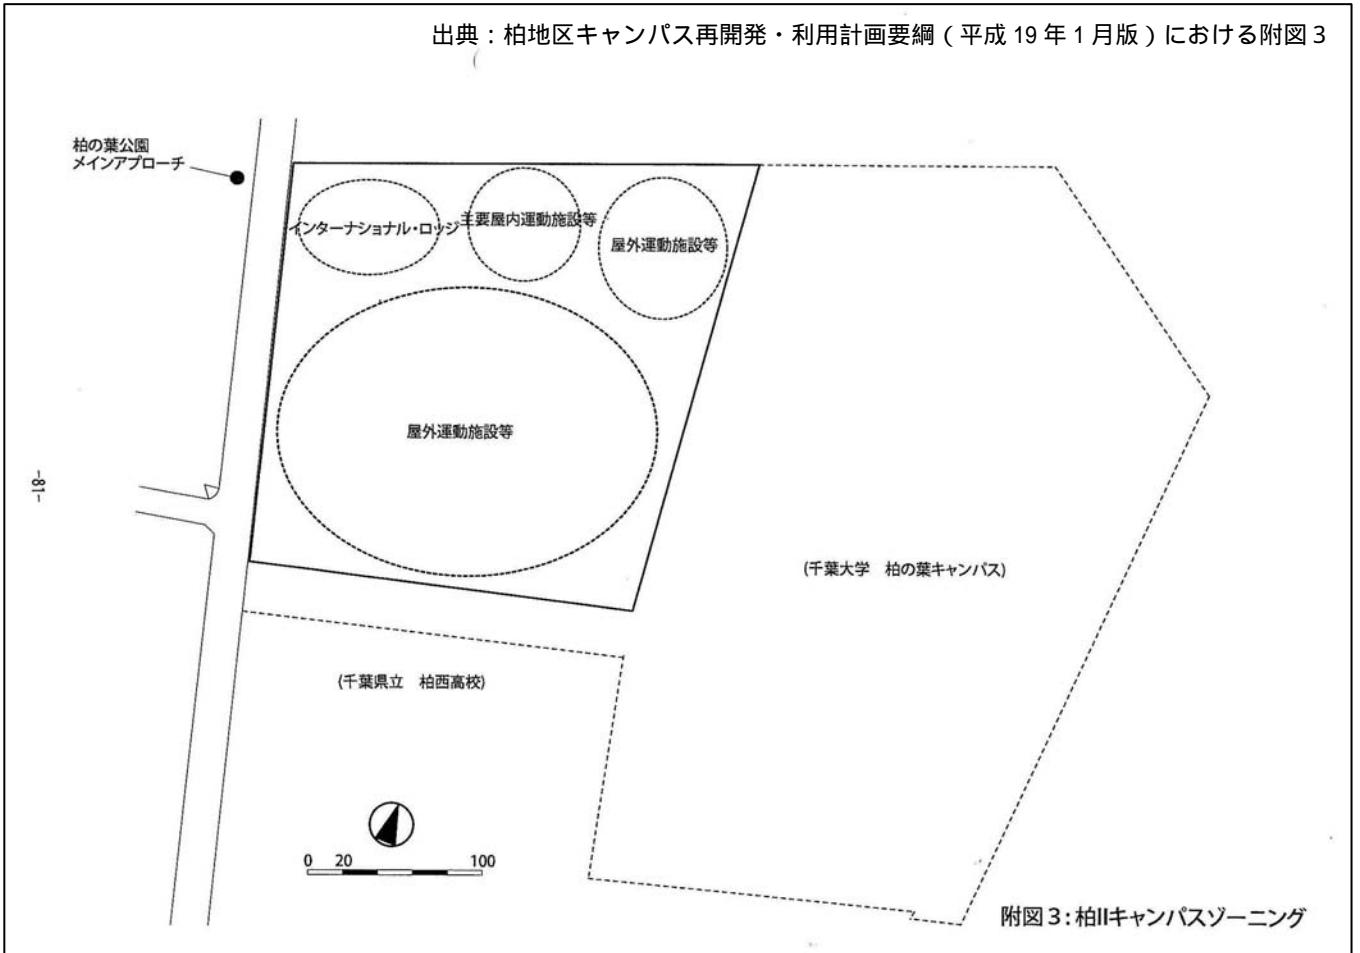 出典：柏地区キャンパス再開発・利用計画要綱（平成 19 年 1 月版）における附図３
柏の葉公園
メインアプローチ
インターナショナル・ロッジ
主要屋内運動施設等
屋外運動施設等
屋外運動施設等
-81-
(千葉大学　柏の葉キャンパス)
(千葉県立　柏西高校)
0 20 100
附図３:柏IIキャンパスゾーニング